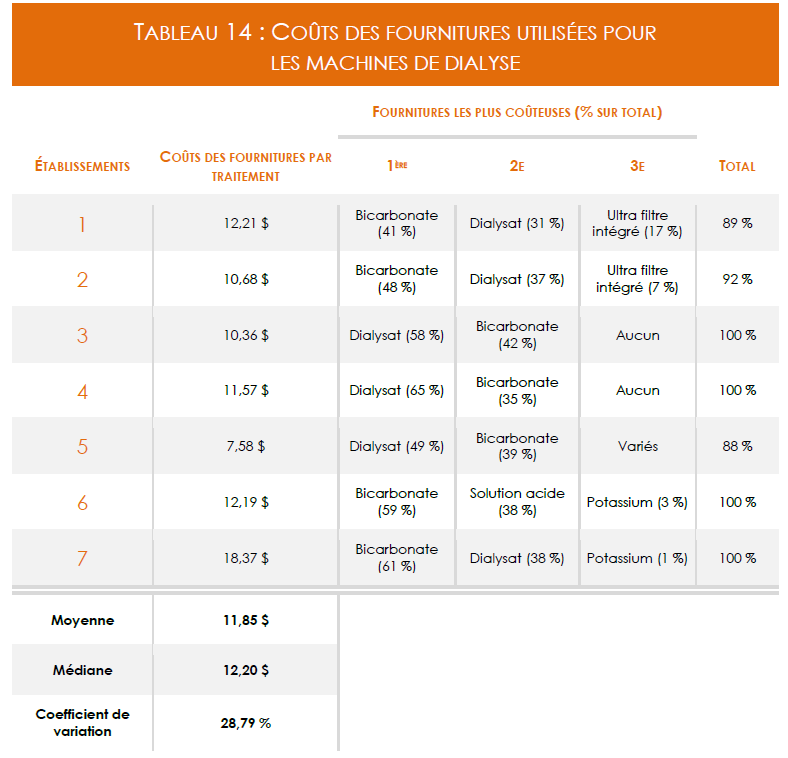 TABLEAU 14 : COÛTS DES FOURNITURES UTILISÉES POUR
LES MACHINES DE DIALYSE
FOURNITURES LES PLUS COÛTEUSES (% SUR TOTAL)
ÉTABLISSEMENTS
COÛTS DES FOURNITURES PAR
TRAITEMENT
1ÈRE
2E
3E
TOTAL
1
12,21 $
Bicarbonate
(41 %)
Dialysat (31 %)
Ultra filtre
intégré (17 %)
89 %
2
10,68 $
Bicarbonate
(48 %)
Dialysat (37 %)
Ultra filtre
intégré (7 %)
92 %
3
10,36 $
Dialysat (58 %)
Bicarbonate
(42 %)
Aucun
100 %
4
11,57 $
Dialysat (65 %)
Bicarbonate
(35 %)
Aucun
100 %
5
7,58 $
Dialysat (49 %)
Bicarbonate
(39 %)
Variés
88 %
6
12,19 $
Bicarbonate
(59 %)
Solution acide
(38 %)
Potassium (3 %)
100 %
7
18,37 $
Bicarbonate
(61 %)
Dialysat (38 %)
Potassium (1 %)
100 %
Moyenne
11,85 $
Médiane
12,20 $
Coefficient de
variation
28,79 %